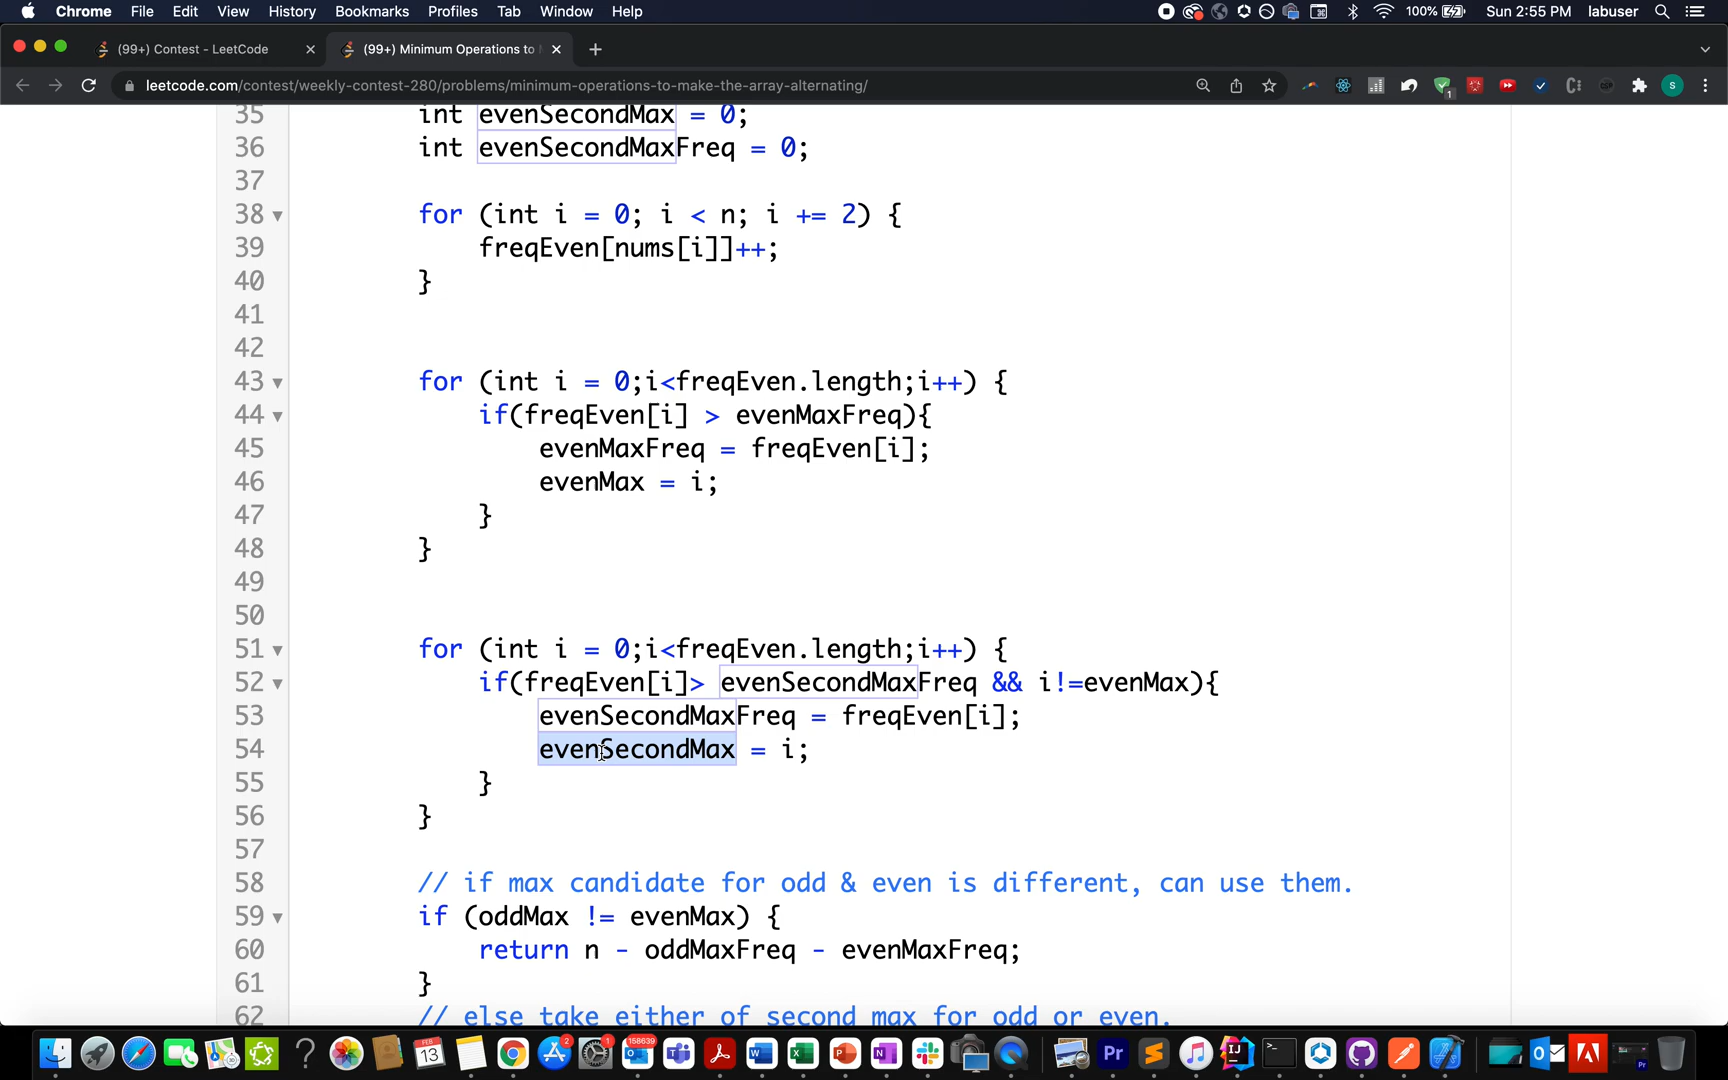 Chrome File Edit View History Bookmarks Profiles Tab Window Help 100% Sun 2:55 PM labuser
(99+) Contest - LeetCode (99+) Minimum Operations to
leetcode.com/contest/weekly-contest-280/problems/minimum-operations-to-make-the-array-alternating/
35 int evenSecondMax = 0;
36 int evenSecondMaxFreq = 0;
37
38 for (int i = 0; i < n; i += 2) {
39 freqEven[nums[i]]++;
40 }
41
42
43 for (int i = 0;i<freqEven.length;i++) {
44 if(freqEven[i] > evenMaxFreq){
45 evenMaxFreq = freqEven[i];
46 evenMax = i;
47 }
48 }
49
50
51 for (int i = 0;i<freqEven.length;i++) {
52 if(freqEven[i]> evenSecondMaxFreq && i!=evenMax){
53 evenSecondMaxFreq = freqEven[i];
54 evenSecondMax = i;
55 }
56 }
57
58 // if max candidate for odd & even is different, can use them.
59 if (oddMax != evenMax) {
60 return n - oddMaxFreq - evenMaxFreq;
61 }
62 // else take either of second max for odd or even.